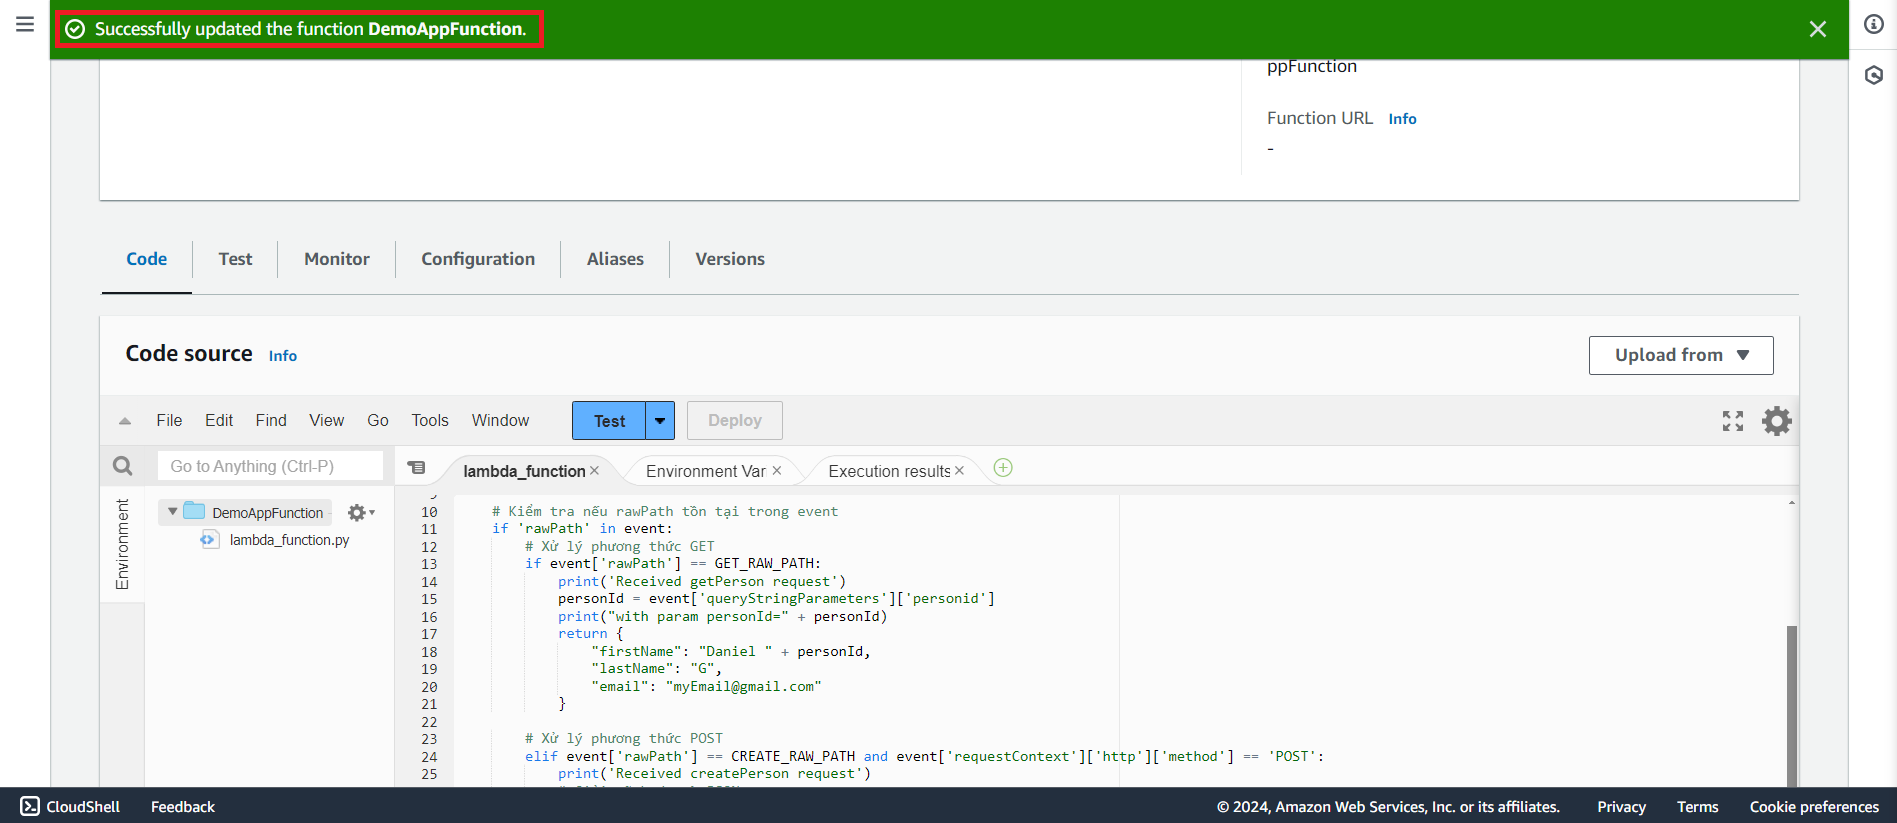 Successfully updated the function DemoAppFunction.
ppFunction
Function URL Info
-
Code Test Monitor Configuration Aliases Versions
Code source Info
Upload from
File Edit Find View Go Tools Window Test Deploy
Go to Anything (Ctrl-P)
lambda_function Environment Var Execution results
Environment
DemoAppFunction
lambda_function.py
10 # Kiểm tra nếu rawPath tồn tại trong event
11 if 'rawPath' in event:
12 # Xử lý phương thức GET
13 if event['rawPath'] == GET_RAW_PATH:
14 print('Received getPerson request')
15 personId = event['queryStringParameters']['personid']
16 print("with param personId=" + personId)
17 return {
18 "firstName": "Daniel " + personId,
19 "lastName": "G",
20 "email": "myEmail@gmail.com"
21 }
22
23 # Xử lý phương thức POST
24 elif event['rawPath'] == CREATE_RAW_PATH and event['requestContext']['http']['method'] == 'POST':
25 print('Received createPerson request')
CloudShell Feedback © 2024, Amazon Web Services, Inc. or its affiliates. Privacy Terms Cookie preferences